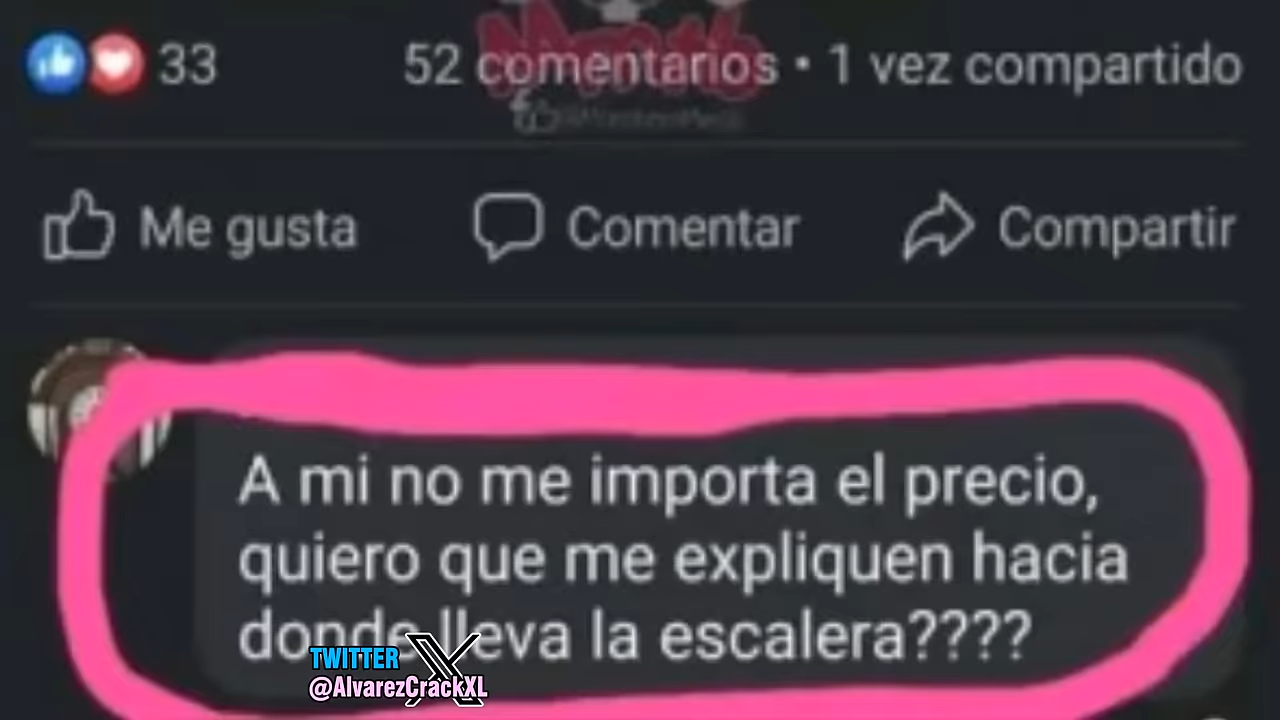 33 52 comentarios • 1 vez compartido
Me gusta Comentar Compartir
A mi no me importa el precio,
quiero que me expliquen hacia
donde lleva la escalera????
TWITTER X
@AlvarezCrackXL